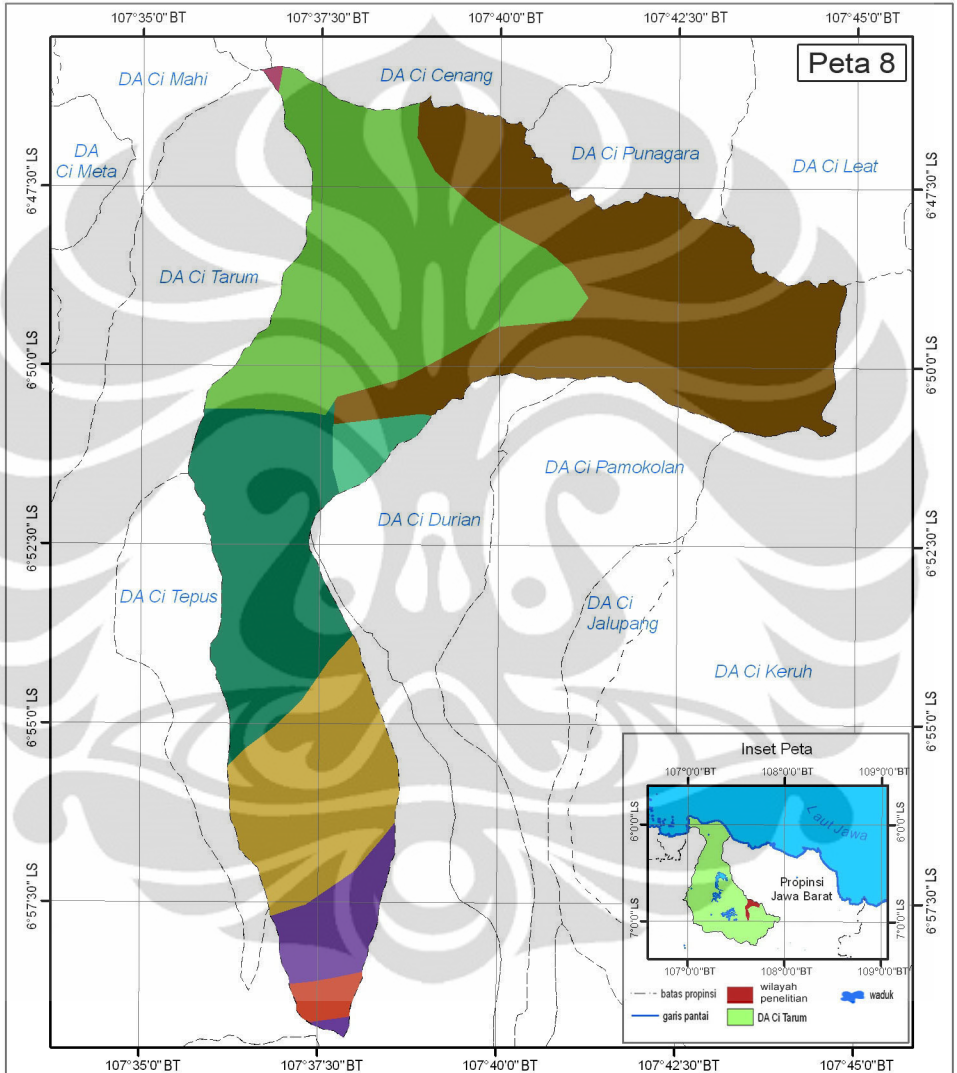 107°35'0" BT
107°37'30" BT
107°40'0" BT
107°42'30" BT
107°45'0" BT
Peta 8
DA Ci Mahi
DA Ci Cenang
DA
Ci Meta
DA Ci Punagara
DA Ci Leat
6°47'30" LS
6°47'30" LS
DA Ci Tarum
6°50'0" LS
6°50'0" LS
DA Ci Pamokolan
DA Ci Durian
6°52'30" LS
6°52'30" LS
DA Ci Tepus
DA Ci
Jalupang
DA Ci Keruh
6°55'0" LS
6°55'0" LS
6°57'30" LS
6°57'30" LS
Inset Peta
107°0'0"BT
108°0'0"BT
109°0'0"BT
6°0'0"LS
6°0'0"LS
Laut Jawa
Propinsi
Jawa Barat
7°0'0"LS
7°0'0"LS
107°0'0"BT
108°0'0"BT
109°0'0"BT
batas propinsi
wilayah
penelitian
waduk
garis pantai
DA Ci Tarum
107°35'0" BT
107°37'30" BT
107°40'0" BT
107°42'30" BT
107°45'0" BT